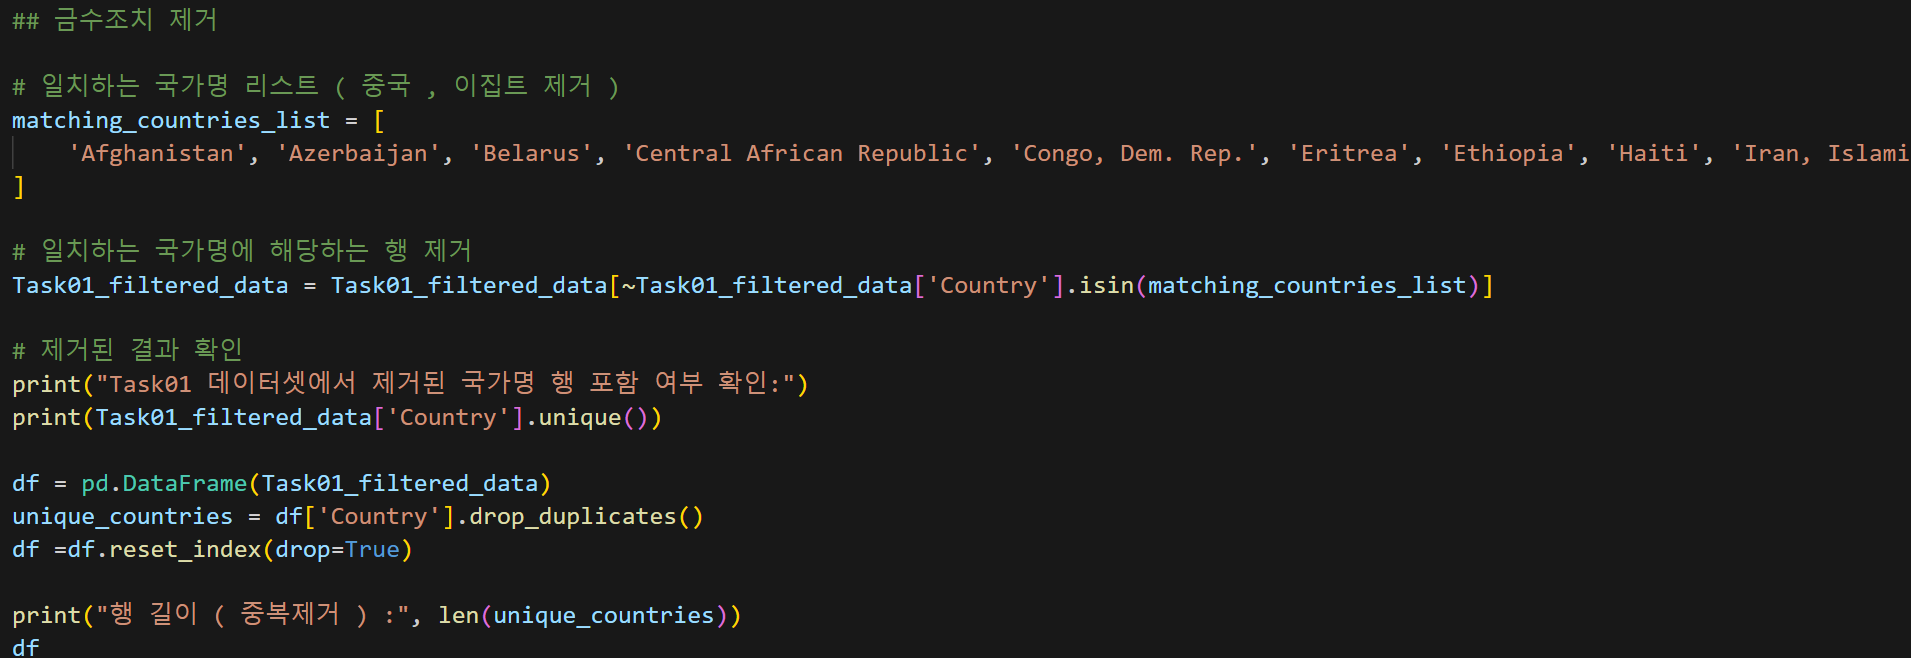 ## 금수조치 제거
# 일치하는 국가명 리스트 ( 중국 , 이집트 제거 )
matching_countries_list = [
    'Afghanistan', 'Azerbaijan', 'Belarus', 'Central African Republic', 'Congo, Dem. Rep.', 'Eritrea', 'Ethiopia', 'Haiti', 'Iran, Islami
]
# 일치하는 국가명에 해당하는 행 제거
Task01_filtered_data = Task01_filtered_data[~Task01_filtered_data['Country'].isin(matching_countries_list)]
# 제거된 결과 확인
print("Task01 데이터셋에서 제거된 국가명 행 포함 여부 확인:")
print(Task01_filtered_data['Country'].unique())
df = pd.DataFrame(Task01_filtered_data)
unique_countries = df['Country'].drop_duplicates()
df =df.reset_index(drop=True)
print("행 길이 ( 중복제거 ) :", len(unique_countries))
df